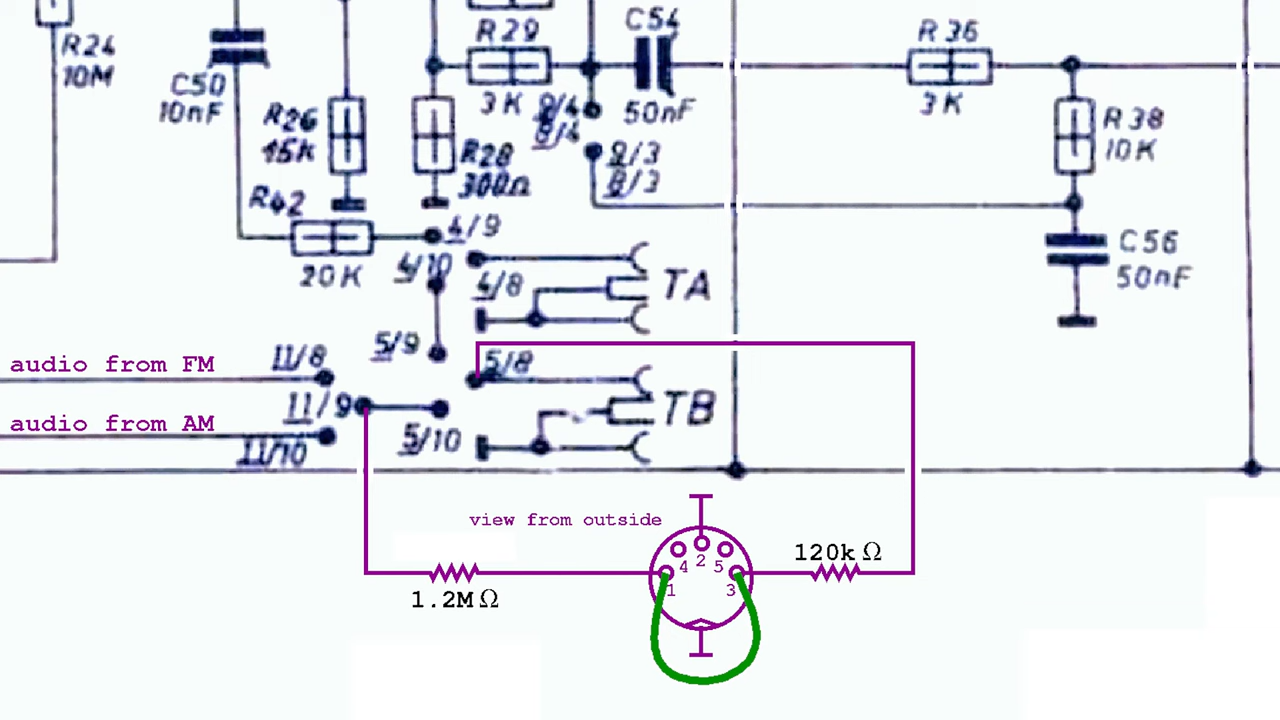 C54
R29
R36
R24
10M
C50
10nF
3K
9/4
8/4
50nF
3K
R26
15K
R28
300Ω
9/3
8/3
R38
10K
R42
20K
4/9
4/10
4/8
TA
C56
50nF
audio from FM
11/8
5/9
5/8
11/9
TB
audio from AM
11/10
5/10
view from outside
120kΩ
4 2 5
1 3
1.2MΩ